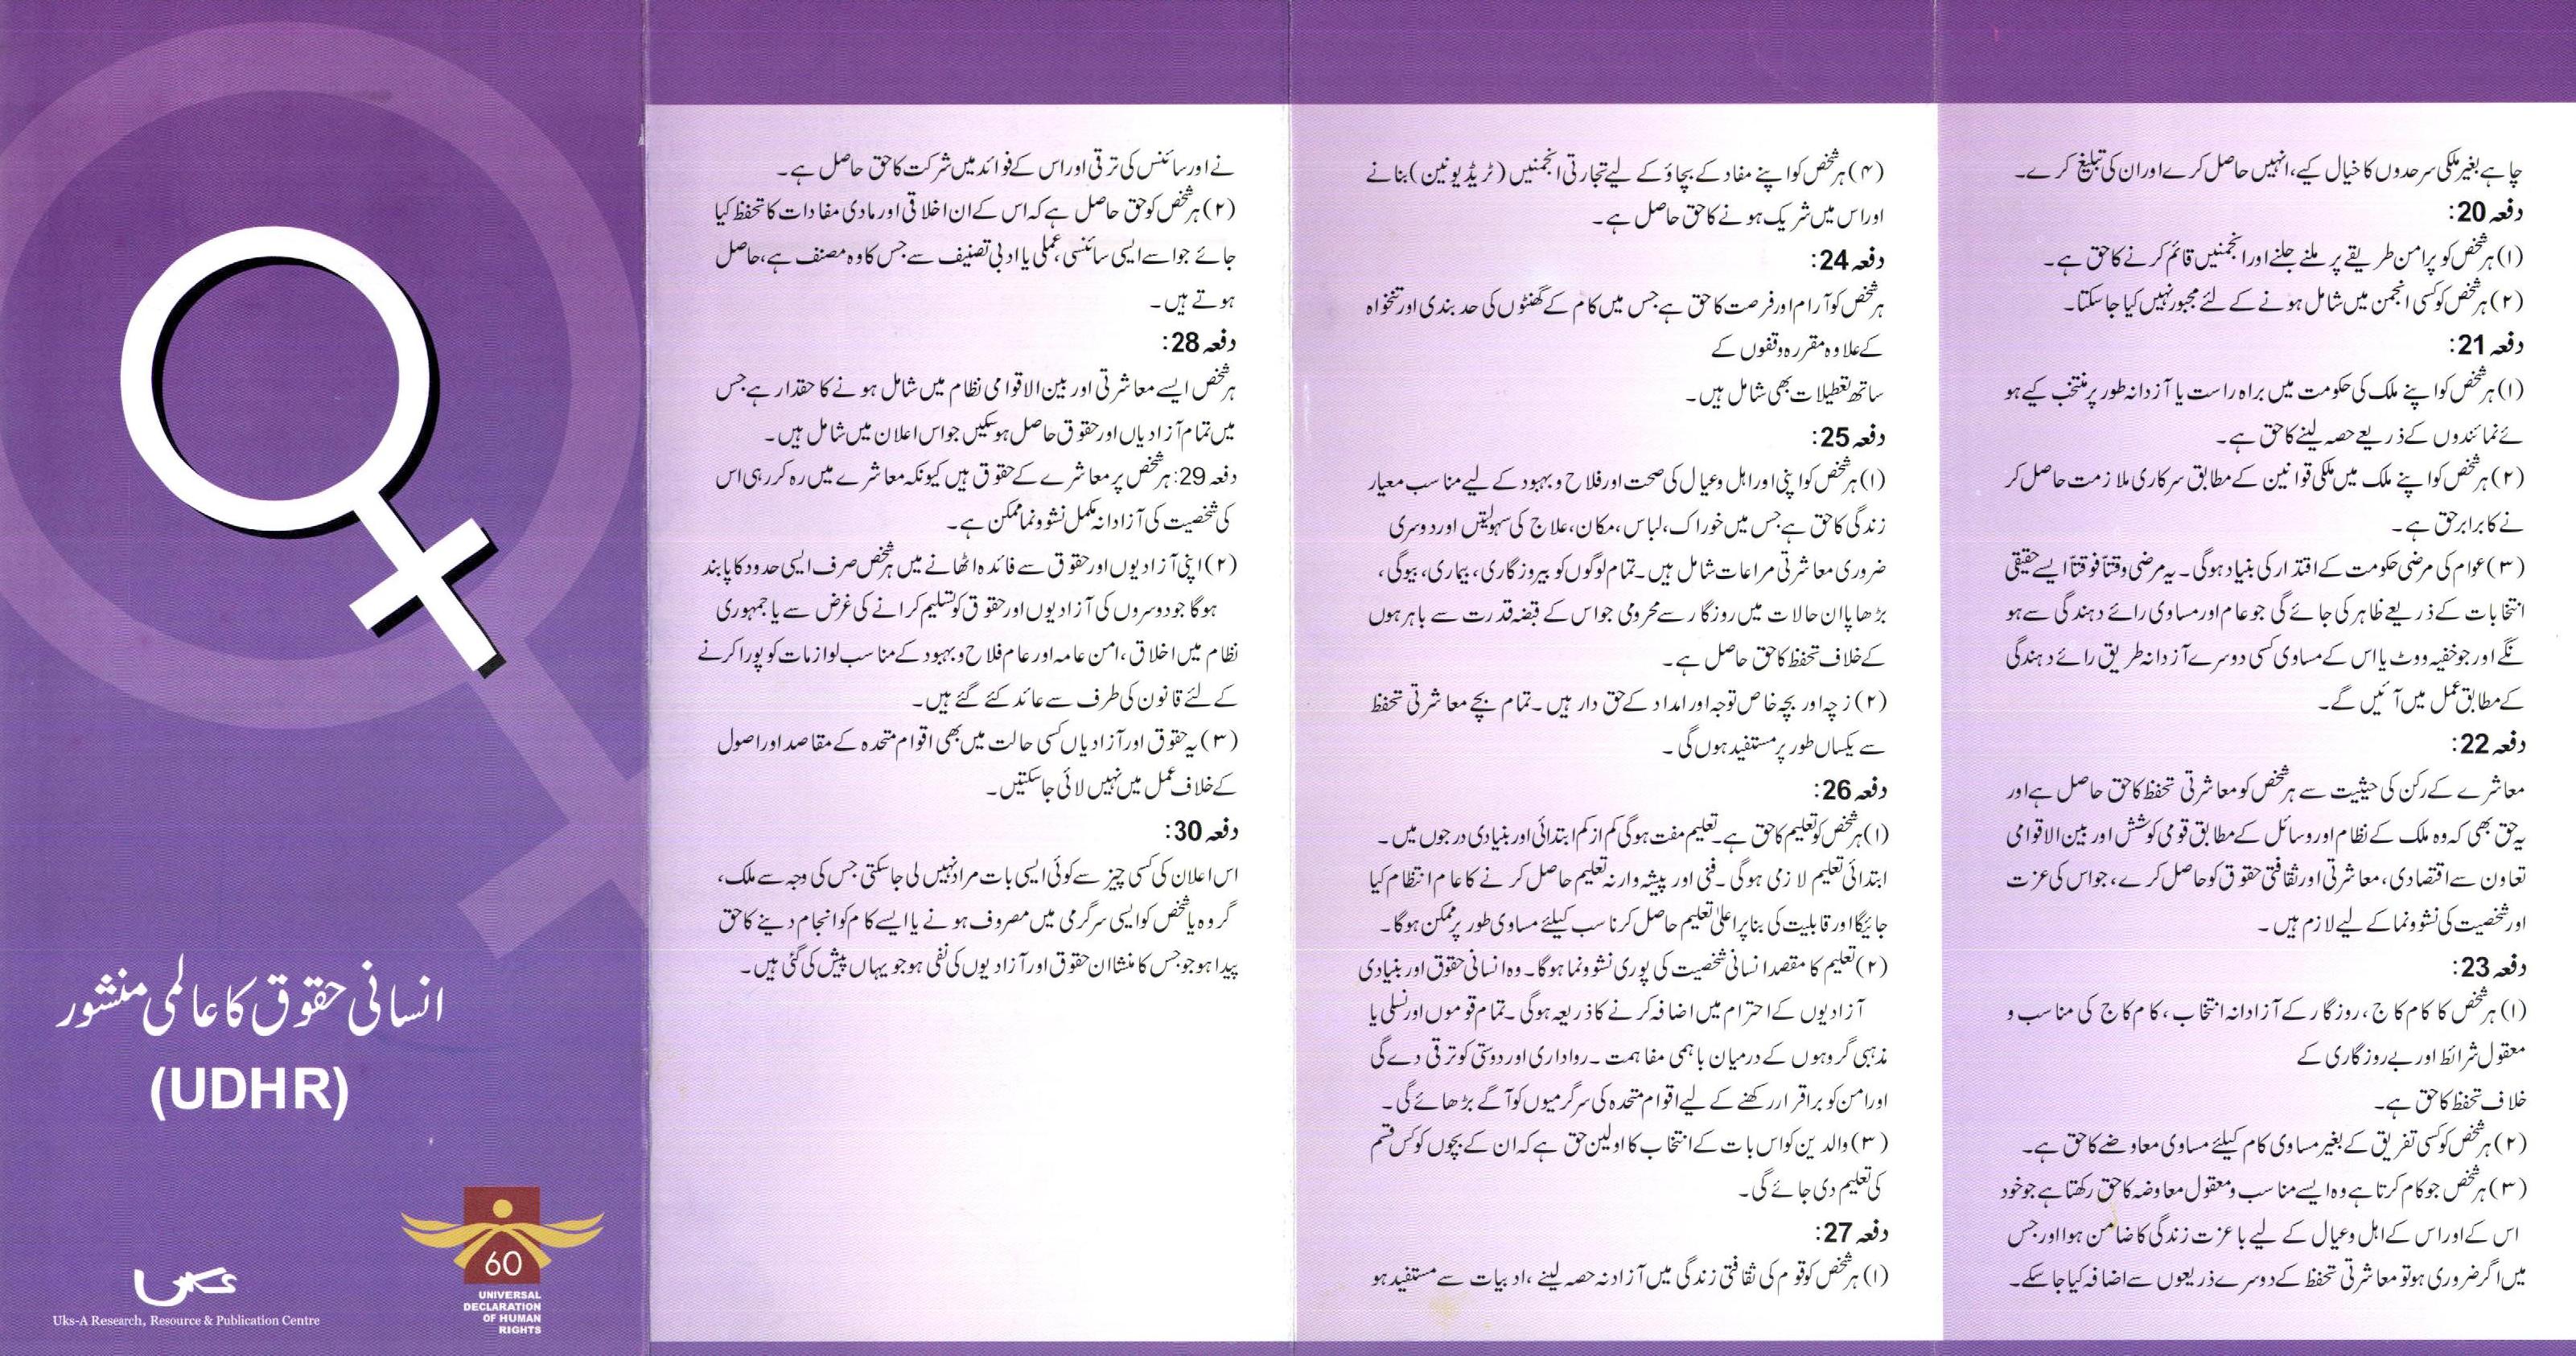 چاہے بغیر ملکی سرحدوں کا خیال کیے، انہیں حاصل کرے اور ان کی تبلیغ کرے۔
دفعہ 20:
(۱) ہر شخص کو پرامن طریقے پر ملنے جلنے اور انجمنیں قائم کرنے کا حق ہے۔
(۲) ہر شخص کو کسی انجمن میں شامل ہونے کے لئے مجبور نہیں کیا جا سکتا۔
دفعہ 21:
(۱) ہر شخص کو اپنے ملک کی حکومت میں براہ راست یا آزدانہ طور پر منتخب کیے ہو
ئے نمائندوں کے ذریعے حصہ لینے کا حق ہے۔
(۲) ہر شخص کو اپنے ملک میں ملکی قوانین کے مطابق سرکاری ملازمت حاصل کر
نے کا برابر حق ہے۔
(۳) عوام کی مرضی حکومت کے اقتدار کی بنیاد ہوگی۔ یہ مرضی وقتاً فوقتاً ایسے حقیقی
انتخابات کے ذریعے ظاہر کی جائے گی جو عام اور مساوی رائے دہندگی سے ہو
نگے اور جو خفیہ ووٹ یا اس کے مساوی کسی دوسرے آزدانہ طریق رائے دہندگی
کے مطابق عمل میں آئیں گے۔
دفعہ 22:
معاشرے کے رکن کی حیثیت سے ہر شخص کو معاشرتی تحفظ کا حق حاصل ہے اور
یہ حق بھی کہ وہ ملک کے نظام اور وسائل کے مطابق قومی کوشش اور بین الاقوامی
تعاون سے اقتصادی، معاشرتی اور ثقافتی حقوق کو حاصل کرے، جو اس کی عزت
اور شخصیت کی نشوونما کے لیے لازم ہیں۔
دفعہ 23:
(۱) ہر شخص کا کام کاج، روزگار کے آزادانہ انتخاب، کام کاج کی مناسب و
معقول شرائط اور بے روزگاری کے
خلاف تحفظ کا حق ہے۔
(۲) ہر شخص کو کسی تفریق کے بغیر مساوی کام کیلئے مساوی معاوضے کا حق ہے۔
(۳) ہر شخص جو کام کرتا ہے وہ ایسے مناسب و معقول معاوضہ کا حق رکھتا ہے جو خود
اس کے اور اس کے اہل و عیال کے لیے باعزت زندگی کا ضامن ہو اور جس
میں اگر ضروری ہو تو معاشرتی تحفظ کے دوسرے ذریعوں سے اضافہ کیا جا سکے۔
(۴) ہر شخص کو اپنے مفاد کے بچاؤ کے لیے تجارتی انجمنیں (ٹریڈ یونین) بنانے
اور اس میں شریک ہونے کا حق حاصل ہے۔
دفعہ 24:
ہر شخص کو آرام اور فرصت کا حق ہے جس میں کام کے گھنٹوں کی حد بندی اور تنخواہ
کے علاوہ مقررہ وقفوں کے
ساتھ تعطیلات بھی شامل ہیں۔
دفعہ 25:
(۱) ہر شخص کو اپنی اور اہل و عیال کی صحت اور فلاح و بہبود کے لیے مناسب معیار
زندگی کا حق ہے جس میں خوراک، لباس، مکان، علاج کی سہولیتں اور دوسری
ضروری معاشرتی مراعات شامل ہیں۔ تمام لوگوں کو بیروزگاری، بیماری، بیوگی،
بڑھاپا ان حالات میں روزگار سے محرومی جو اس کے قبضہ قدرت سے باہر ہوں
کے خلاف تحفظ کا حق حاصل ہے۔
(۲) زچہ اور بچہ خاص توجہ اور امداد کے حق دار ہیں۔ تمام بچے معاشرتی تحفظ
سے یکساں طور پر مستفید ہوں گی۔
دفعہ 26:
(۱) ہر شخص کو تعلیم کا حق ہے۔ تعلیم مفت ہوگی کم از کم ابتدائی اور بنیادی درجوں میں۔
ابتدائی تعلیم لازمی ہوگی۔ فنی اور پیشہ وارنہ تعلیم حاصل کرنے کا عام انتظام کیا
جائیگا اور قابلیت کی بنا پر اعلیٰ تعلیم حاصل کرنا سب کیلئے مساوی طور پر ممکن ہوگا۔
(۲) تعلیم کا مقصد انسانی شخصیت کی پوری نشوونما ہوگا۔ وہ انسانی حقوق اور بنیادی
آزادیوں کے احترام میں اضافہ کرنے کا ذریعہ ہوگی۔ تمام قوموں اور نسلی یا
مذہبی گروہوں کے درمیان باہمی مفاہمت۔ رواداری اور دوستی کو ترقی دے گی
اور امن کو براقرار رکھنے کے لیے اقوام متحدہ کی سرگرمیوں کو آگے بڑھائے گی۔
(۳) والدین کو اس بات کے انتخاب کا اولین حق ہے کہ ان کے بچوں کو کس قسم
کی تعلیم دی جائے گی۔
دفعہ 27:
(۱) ہر شخص کو قوم کی ثقافتی زندگی میں آزادنہ حصہ لینے، ادبیات سے مستفید ہو
نے اور سائنس کی ترقی اور اس کے فوائد میں شرکت کا حق حاصل ہے۔
(۲) ہر شخص کو حق حاصل ہے کہ اس کے ان اخلاقی اور مادی مفادات کا تحفظ کیا
جائے جو اسے ایسی سائنسی، عملی یا ادبی تصنیف سے جس کا وہ مصنف ہے، حاصل
ہوتے ہیں۔
دفعہ 28:
ہر شخص ایسے معاشرتی اور بین الاقوامی نظام میں شامل ہونے کا حقدار ہے جس
میں تمام آزادیاں اور حقوق حاصل ہو سکیں جو اس اعلان میں شامل ہیں۔
دفعہ 29: ہر شخص پر معاشرے کے حقوق ہیں کیونکہ معاشرے میں رہ کر ہی اس
کی شخصیت کی آزادانہ مکمل نشوونما ممکن ہے۔
(۲) اپنی آزادیوں اور حقوق سے فائدہ اٹھانے میں ہر شخص صرف ایسی حدود کا پابند
ہوگا جو دوسروں کی آزادیوں اور حقوق کو تسلیم کرانے کی غرض سے یا جمہوری
نظام میں اخلاق، امن عامہ اور عام فلاح و بہبود کے مناسب لوازمات کو پورا کرنے
کے لئے قانون کی طرف سے عائد کئے گئے ہیں۔
(۳) یہ حقوق اور آزادیاں کسی حالت میں بھی اقوام متحدہ کے مقاصد اور اصول
کے خلاف عمل میں نہیں لائی جا سکتیں۔
دفعہ 30:
اس اعلان کی کسی چیز سے کوئی ایسی بات مراد نہیں لی جا سکتی جس کی وجہ سے ملک،
گروہ یا شخص کو ایسی سرگرمی میں مصروف ہونے یا ایسے کام کو انجام دینے کا حق
پیدا ہو جو جس کا منشا ان حقوق اور آزادیوں کی نفی ہو جو یہاں پیش کی گئی ہیں۔
انسانی حقوق کا عالمی منشور
(UDHR)
عکس
Uks-A Research, Resource & Publication Centre
60
UNIVERSAL
DECLARATION
OF HUMAN
RIGHTS